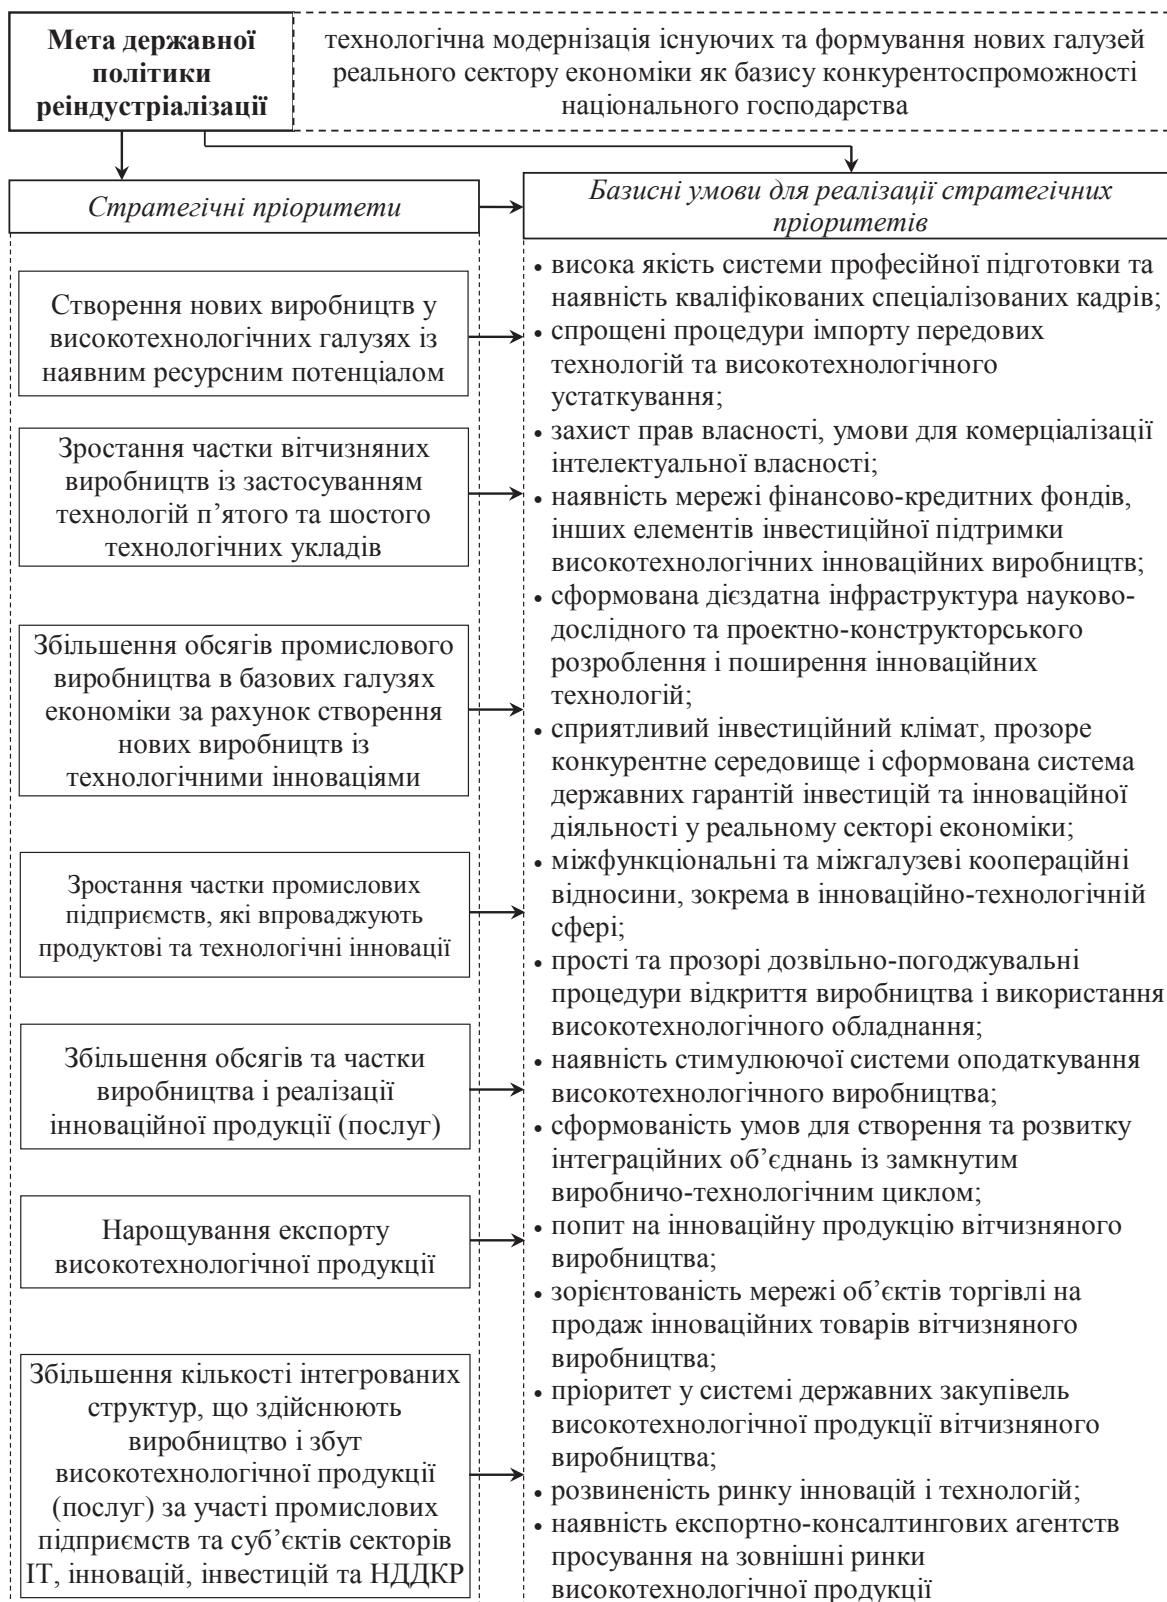 Мета державної
політики
реіндустріалізації
технологічна модернізація існуючих та формування нових галузей
реального сектору економіки як базису конкурентоспроможності
національного господарства
Стратегічні пріоритети
Створення нових виробництв у
високотехнологічних галузях із
наявним ресурсним потенціалом
Зростання частки вітчизняних
виробництв із застосуванням
технологій п’ятого та шостого
технологічних укладів
Збільшення обсягів промислового
виробництва в базових галузях
економіки за рахунок створення
нових виробництв із
технологічними інноваціями
Зростання частки промислових
підприємств, які впроваджують
продуктові та технологічні інновації
Збільшення обсягів та частки
виробництва і реалізації
інноваційної продукції (послуг)
Нарощування експорту
високотехнологічної продукції
Збільшення кількості інтегрованих
структур, що здійснюють
виробництво і збут
високотехнологічної продукції
(послуг) за участі промислових
підприємств та суб’єктів секторів
ІТ, інновацій, інвестицій та НДДКР
Базисні умови для реалізації стратегічних
пріоритетів
• висока якість системи професійної підготовки та
наявність кваліфікованих спеціалізованих кадрів;
• спрощені процедури імпорту передових
технологій та високотехнологічного
устаткування;
• захист прав власності, умови для комерціалізації
інтелектуальної власності;
• наявність мережі фінансово-кредитних фондів,
інших елементів інвестиційної підтримки
високотехнологічних інноваційних виробництв;
• сформована дієздатна інфраструктура науково-
дослідного та проектно-конструкторського
розроблення і поширення інноваційних
технологій;
• сприятливий інвестиційний клімат, прозоре
конкурентне середовище і сформована система
державних гарантій інвестицій та інноваційної
діяльності у реальному секторі економіки;
• міжфункціональні та міжгалузеві коопераційні
відносини, зокрема в інноваційно-технологічній
сфері;
• прості та прозорі дозвільно-погоджувальні
процедури відкриття виробництва і використання
високотехнологічного обладнання;
• наявність стимулюючої системи оподаткування
високотехнологічного виробництва;
• сформованість умов для створення та розвитку
інтеграційних об’єднань із замкнутим
виробничо-технологічним циклом;
• попит на інноваційну продукцію вітчизняного
виробництва;
• зорієнтованість мережі об’єктів торгівлі на
продаж інноваційних товарів вітчизняного
виробництва;
• пріоритет у системі державних закупівель
високотехнологічної продукції вітчизняного
виробництва;
• розвиненість ринку інновацій і технологій;
• наявність експортно-консалтингових агентств
просування на зовнішні ринки
високотехнологічної продукції